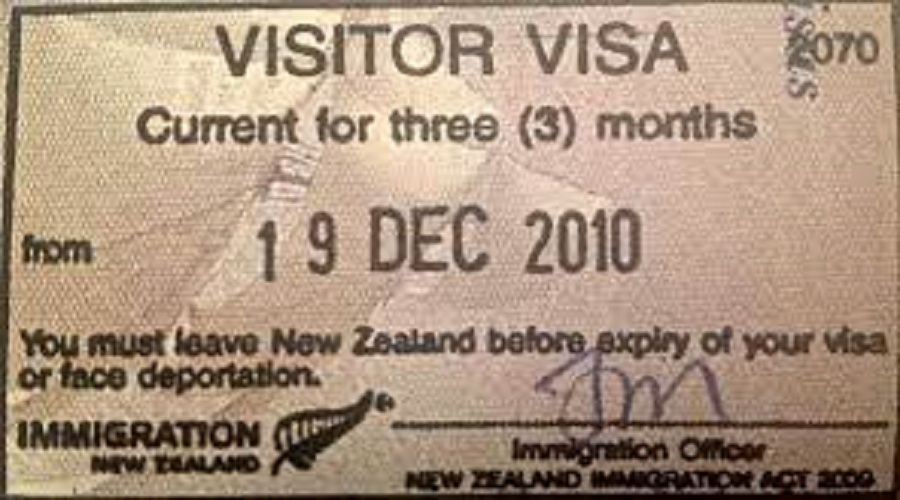 VISITOR VISA
2070
Current for three (3) months
from 19 DEC 2010
You must leave New Zealand before expiry of your visa
or face deportation.
IMMIGRATION
NEW ZEALAND
Immigration Officer
NEW ZEALAND IMMIGRATION ACT 2009